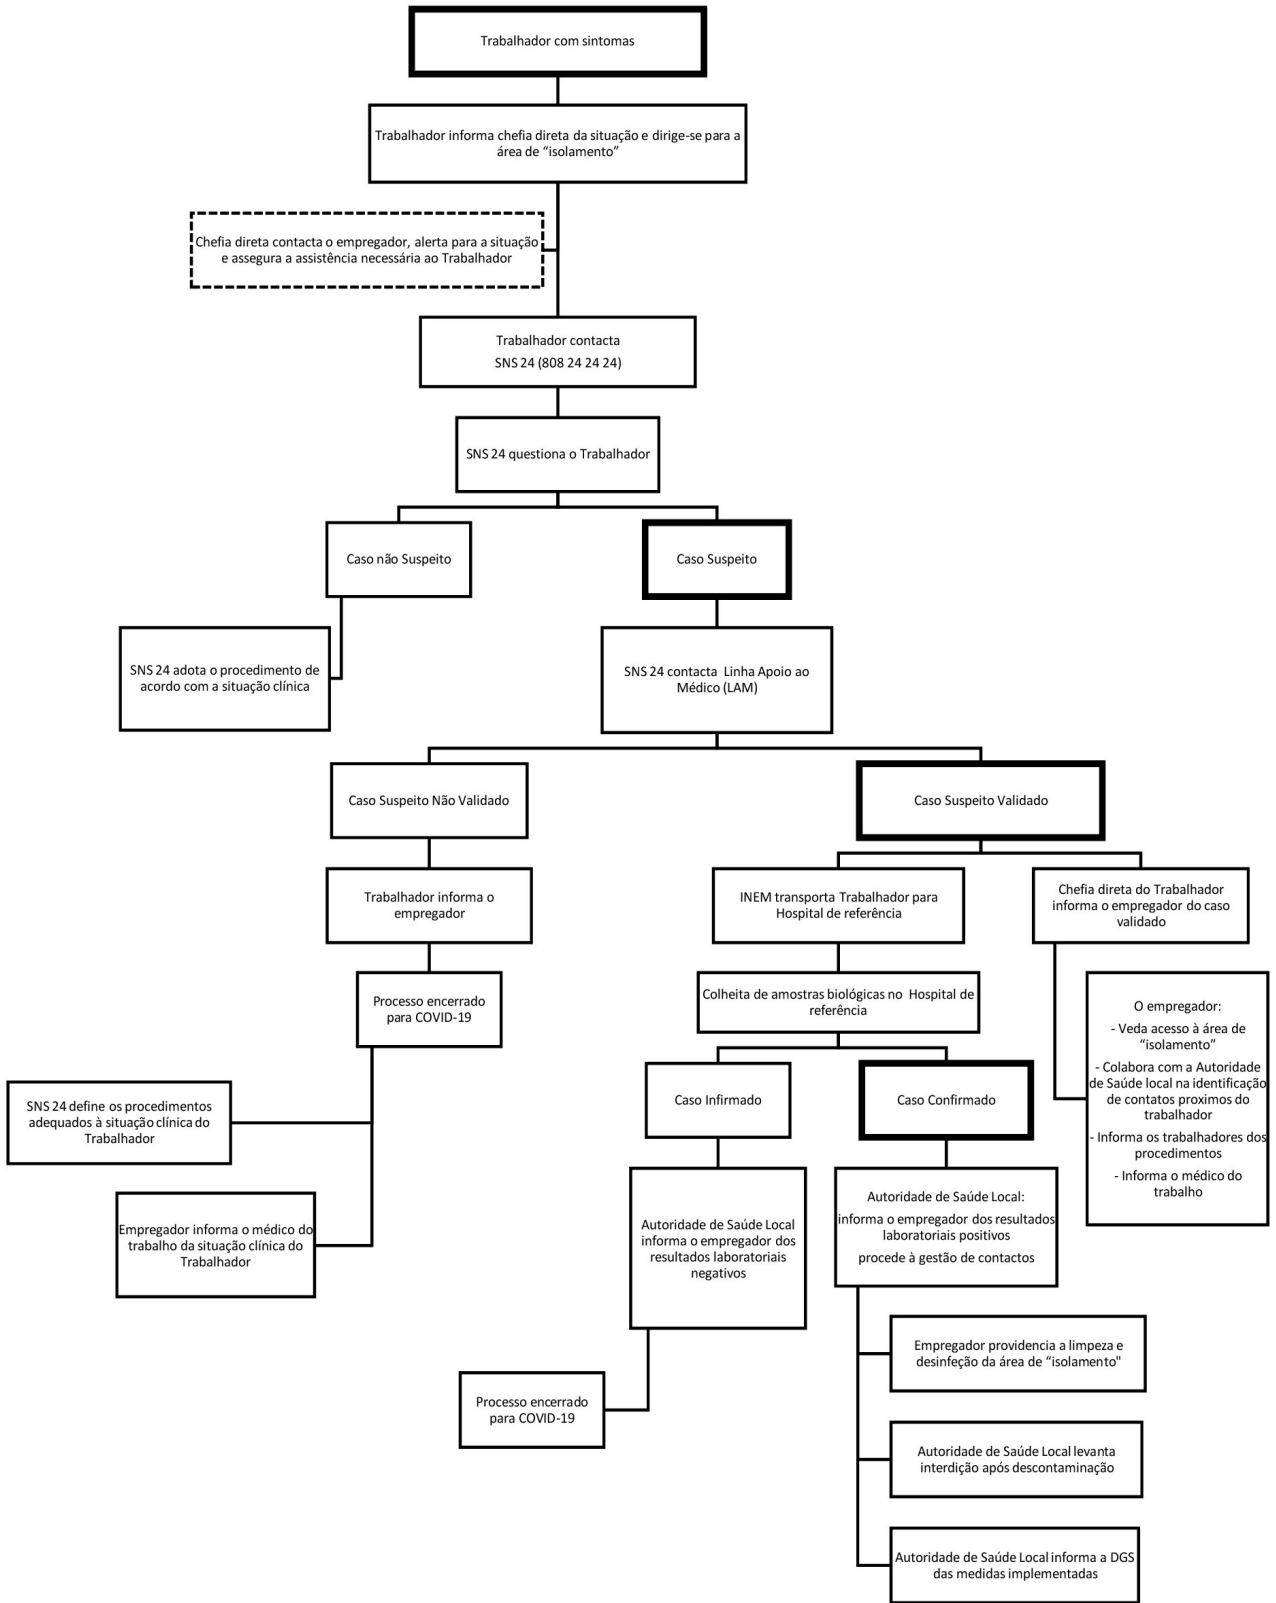 Trabalhador com sintomas
Trabalhador informa chefia direta da situação e dirige-se para a
área de “isolamento”
Chefia direta contacta o empregador, alerta para a situação
e assegura a assistência necessária ao Trabalhador
Trabalhador contacta
SNS 24 (808 24 24 24)
SNS 24 questiona o Trabalhador
Caso não Suspeito
Caso Suspeito
SNS 24 adota o procedimento de
acordo com a situação clínica
SNS 24 contacta Linha Apoio ao
Médico (LAM)
Caso Suspeito Não Validado
Caso Suspeito Validado
Trabalhador informa o
empregador
INEM transporta Trabalhador para
Hospital de referência
Chefia direta do Trabalhador
informa o empregador do caso
validado
Processo encerrado
para COVID-19
Colheita de amostras biológicas no Hospital de
referência
O empregador:
- Veda acesso à área de
“isolamento”
- Colabora com a Autoridade
de Saúde local na identificação
de contatos proximos do
trabalhador
- Informa os trabalhadores dos
procedimentos
- Informa o médico do
trabalho
SNS 24 define os procedimentos
adequados à situação clínica do
Trabalhador
Caso Infirmado
Caso Confirmado
Empregador informa o médico do
trabalho da situação clínica do
Trabalhador
Autoridade de Saúde Local
informa o empregador dos
resultados laboratoriais
negativos
Autoridade de Saúde Local:
informa o empregador dos resultados
laboratoriais positivos
procede à gestão de contactos
Processo encerrado
para COVID-19
Empregador providencia a limpeza e
desinfeção da área de “isolamento"
Autoridade de Saúde Local levanta
interdição após descontaminação
Autoridade de Saúde Local informa a DGS
das medidas implementadas